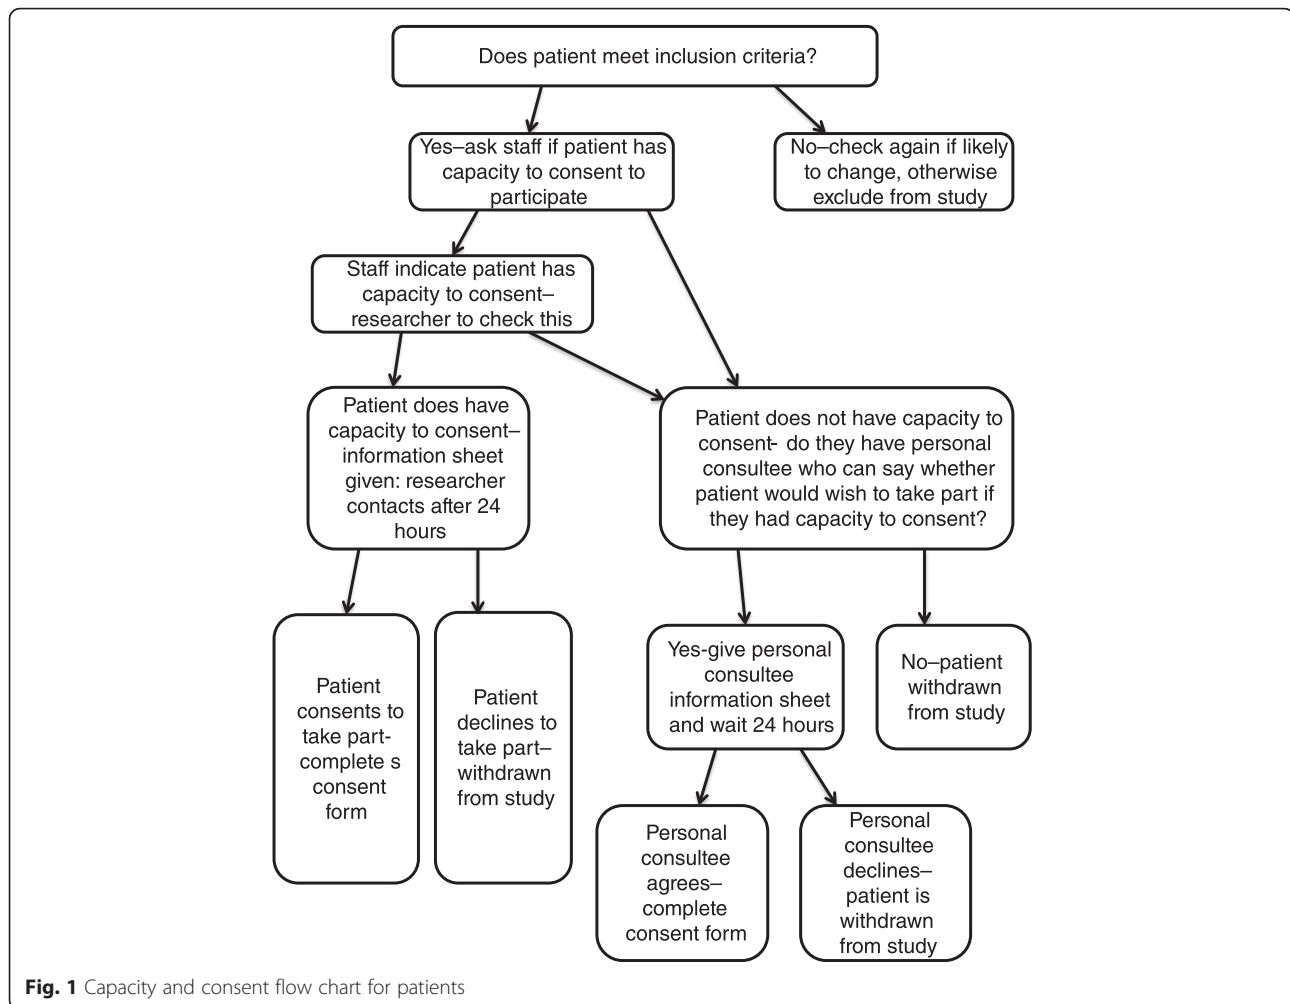 Does patient meet inclusion criteria?
Yes–ask staff if patient has
capacity to consent to
participate
No–check again if likely
to change, otherwise
exclude from study
Staff indicate patient has
capacity to consent–
researcher to check this
Patient does have
capacity to consent–
information sheet
given: researcher
contacts after 24
hours
Patient does not have capacity to
consent- do they have personal
consultee who can say whether
patient would wish to take part if
they had capacity to consent?
Patient
consents to
take part-
complete s
consent
form
Patient
declines to
take part–
withdrawn
from study
Yes-give personal
consultee
information sheet
and wait 24 hours
No–patient
withdrawn
from study
Personal
consultee
agrees–
complete
consent form
Personal
consultee
declines–
patient is
withdrawn
from study
Fig. 1 Capacity and consent flow chart for patients